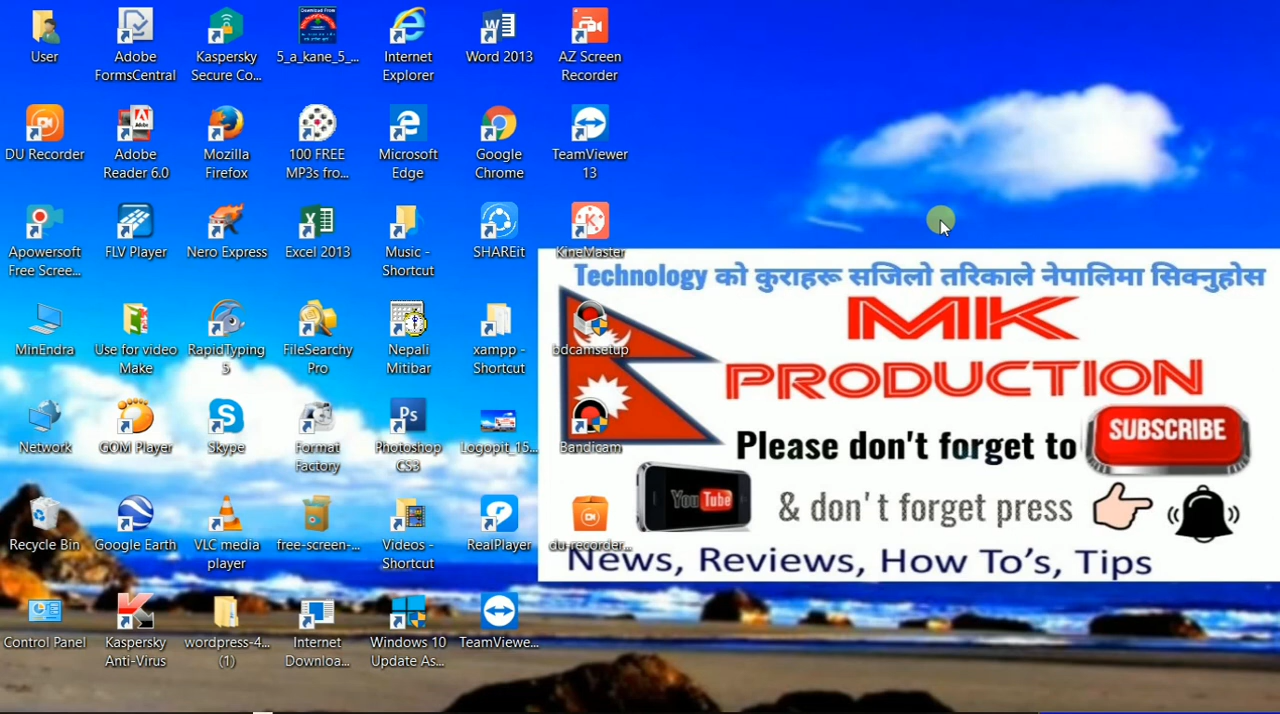 User
Adobe
FormsCentral
Kaspersky
Secure Co...
5_a_kane_5_...
Internet
Explorer
Word 2013
AZ Screen
Recorder
DU Recorder
Adobe
Reader 6.0
Mozilla
Firefox
100 FREE
MP3s fro...
Microsoft
Edge
Google
Chrome
TeamViewer
13
Apowersoft
Free Scree...
FLV Player
Nero Express
Excel 2013
Music -
Shortcut
SHAREit
KineMaster
MinEndra
Use for video
Make
RapidTyping
5
FileSearchy
Pro
Nepali
Mitibar
xampp -
Shortcut
bdcamsetup
Network
GOM Player
Skype
Format
Factory
Photoshop
CS3
Logopit_15...
Bandicam
Recycle Bin
Google Earth
VLC media
player
free-screen-...
Videos -
Shortcut
RealPlayer
du-recorder...
Control Panel
Kaspersky
Anti-Virus
wordpress-4...
(1)
Internet
Downloa...
Windows 10
Update As...
TeamViewe...
Technology को कुराहरू सजिलो तरिकाले नेपालिमा सिक्नुहोस
MK
PRODUCTION
Please don't forget to SUBSCRIBE
YouTube & don't forget press
News, Reviews, How To's, Tips